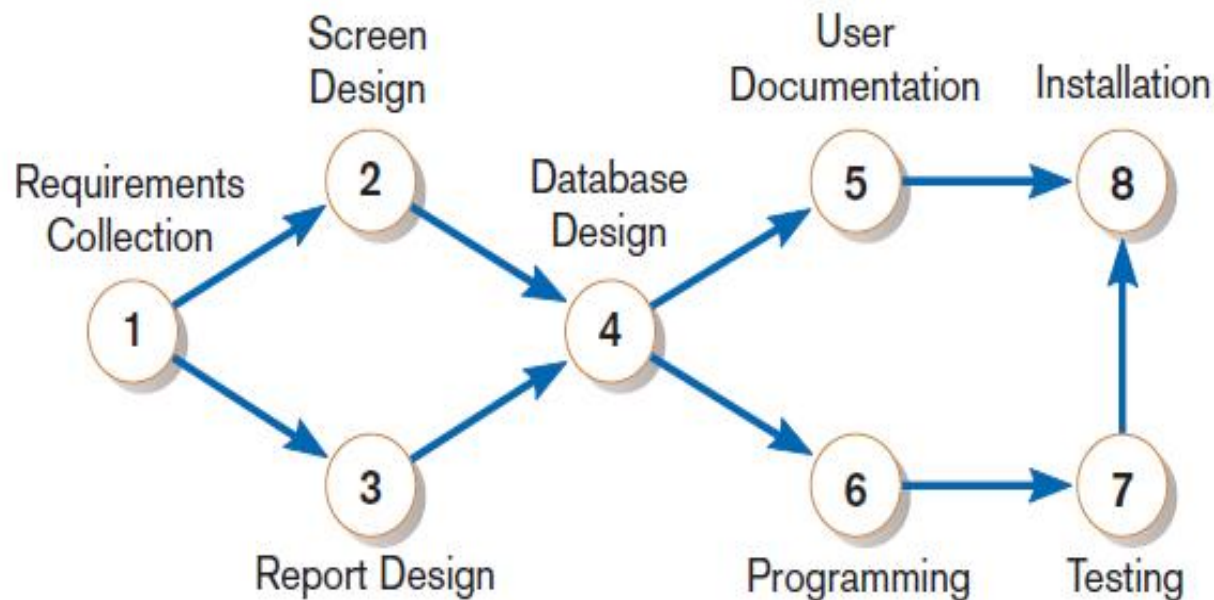 Screen
Design
User
Documentation
Installation
Requirements
Collection
2
Database
Design
5
8
1
4
3
6
7
Report Design
Programming
Testing